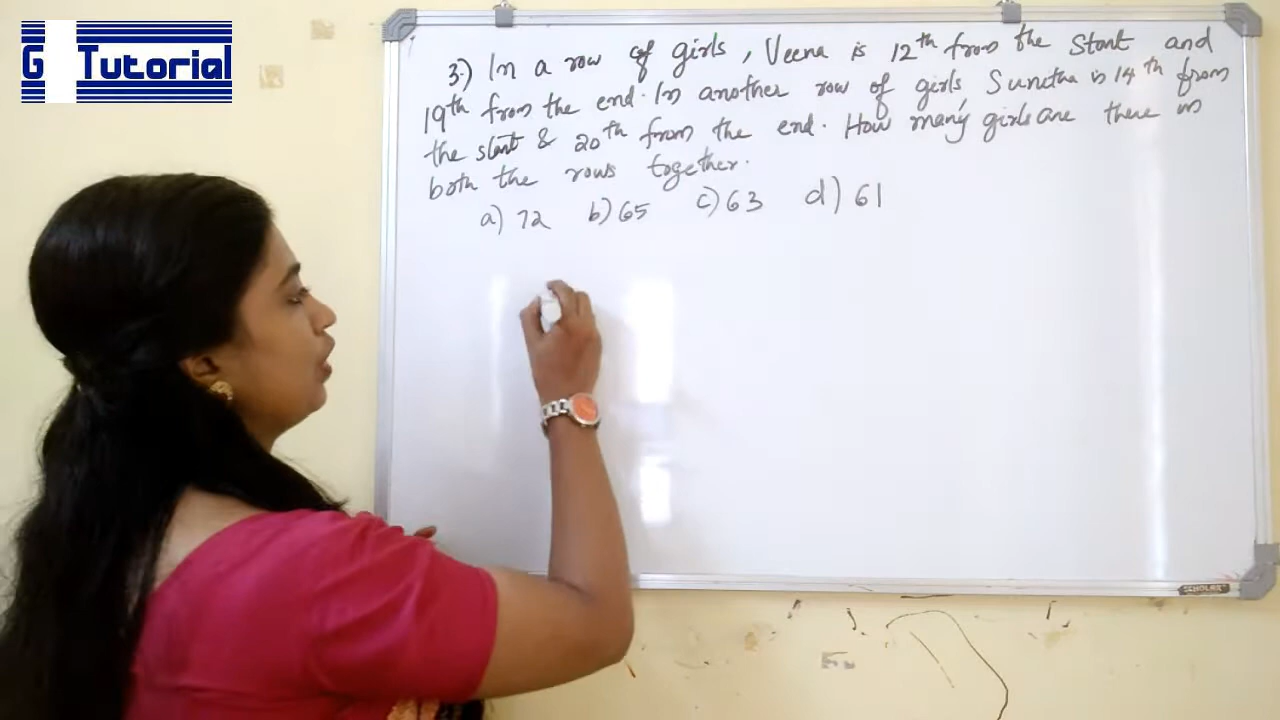 G Tutorial
3.) In a row of girls, Veena is 12th from the Start and
19th from the end. In another row of girls Sunitha is 14th from
the start & 20th from the end. How many girls are there in
both the rows together.
a) 72 b) 65 c) 63 d) 61
SCHOLAR